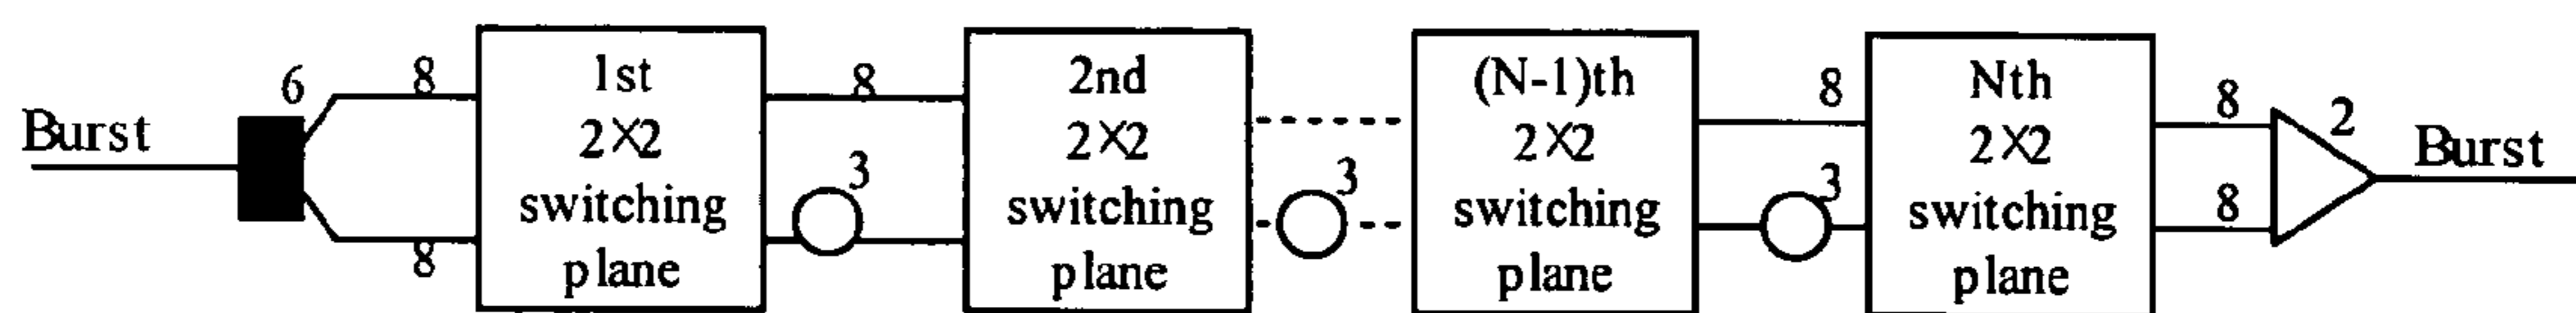 Burst
6
8
8
1st
2×2
switching
plane
8
3
2nd
2×2
switching
plane
3
(N-1)th
2×2
switching
plane
8
3
Nth
2×2
switching
plane
8
8
2
Burst